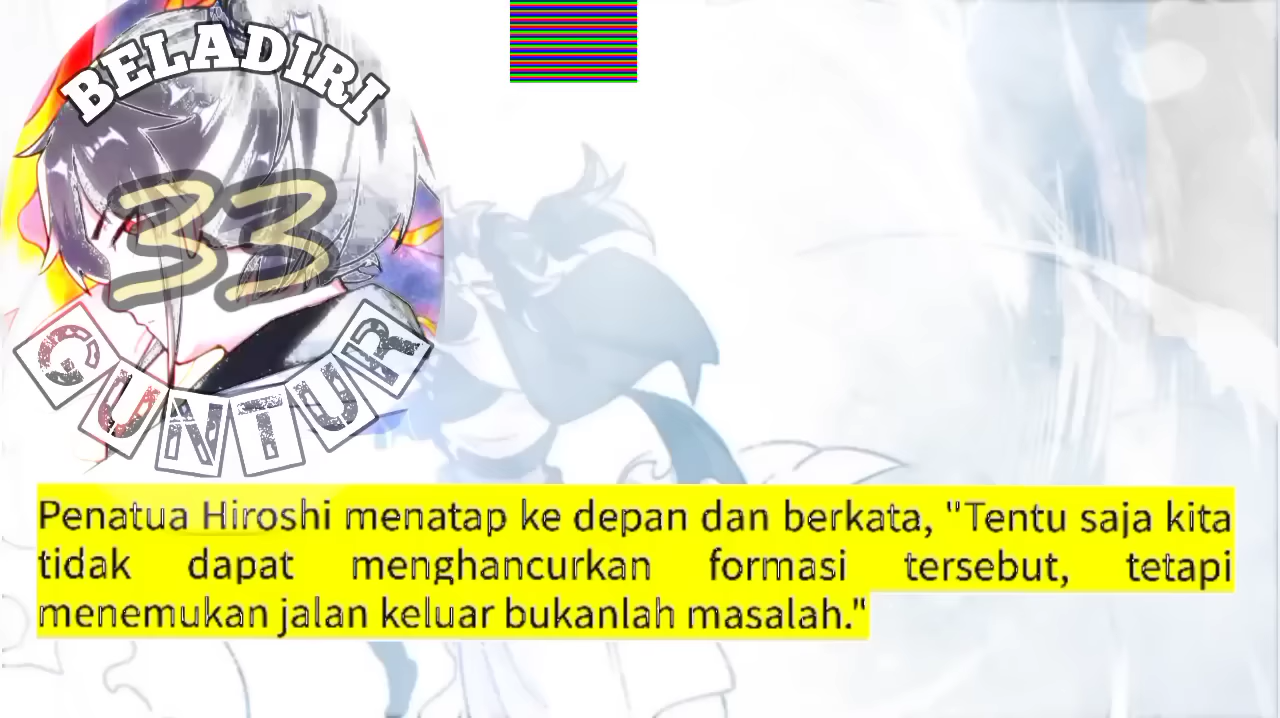 BELADIRI
33
GUNTUR
Penatua Hiroshi menatap ke depan dan berkata, "Tentu saja kita
tidak dapat menghancurkan formasi tersebut, tetapi
menemukan jalan keluar bukanlah masalah."